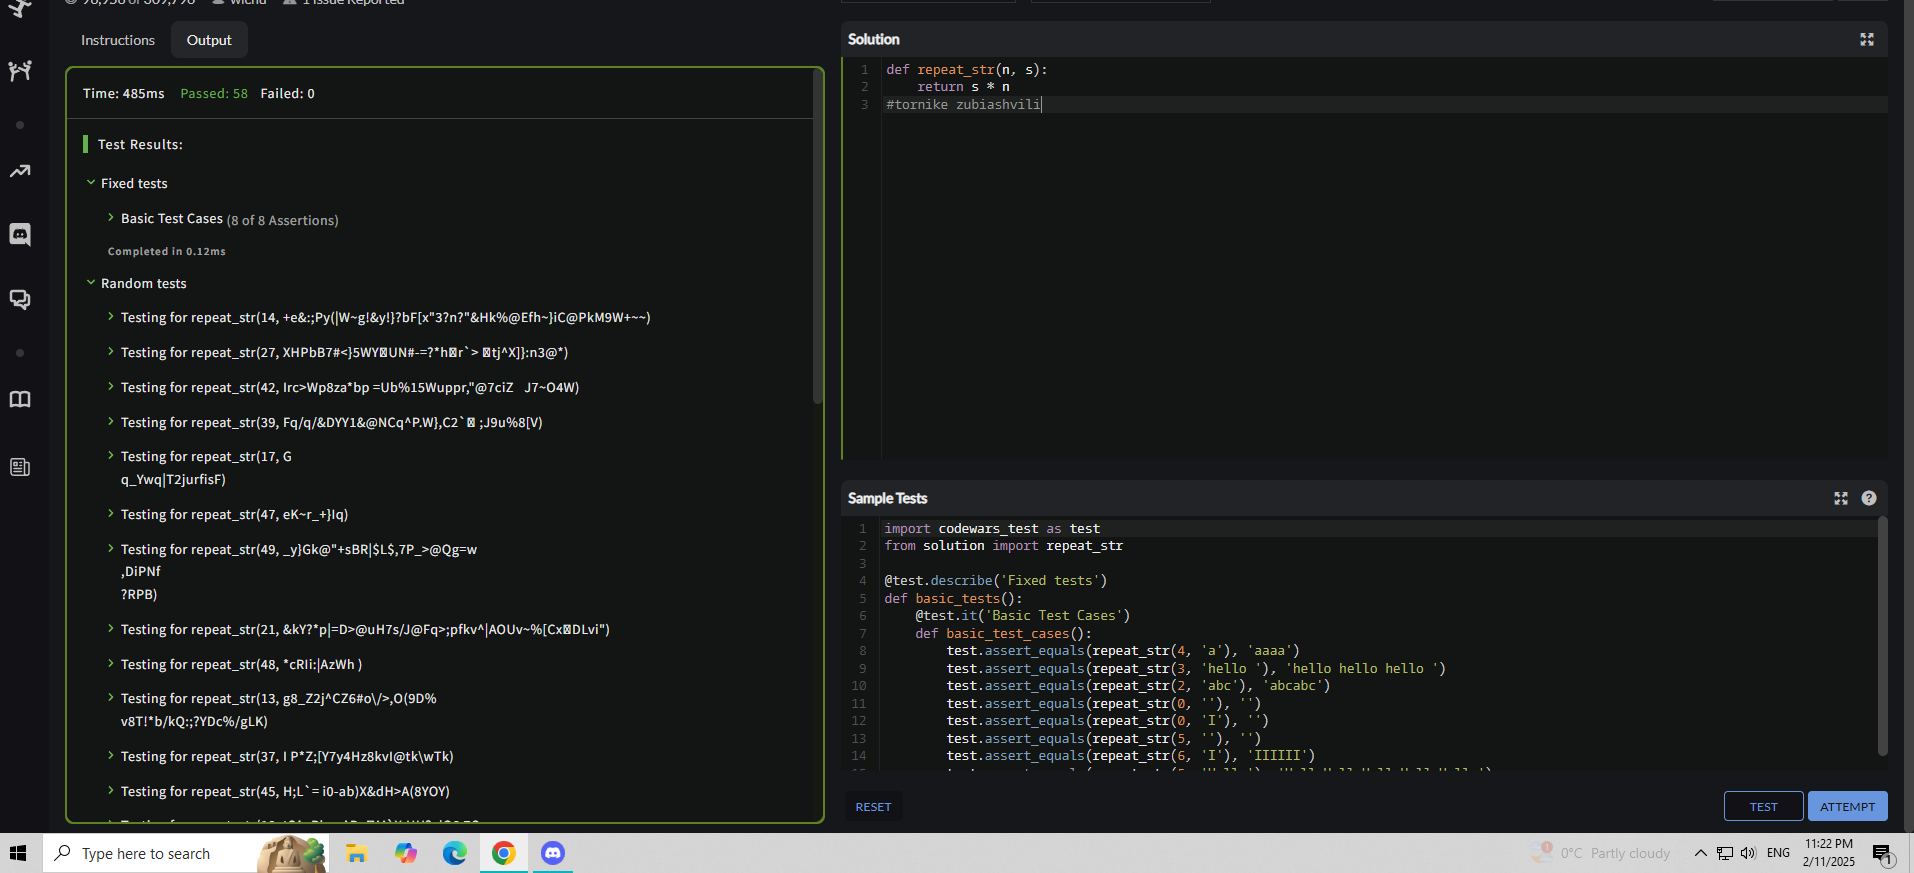 wichu
1 Issue Reported
Instructions
Output
Time: 485ms Passed: 58 Failed: 0
Test Results:
Fixed tests
Basic Test Cases (8 of 8 Assertions)
Completed in 0.12ms
Random tests
Testing for repeat_str(14, +e&:;Py(|W~g!&y!}?bF[x"3?n?"&Hk%@Efh~}iC@PkM9W+~~)
Testing for repeat_str(27, XHPbB7#<}5WY□UN#-=?*h□r`> □tj^X]}:n3@*)
Testing for repeat_str(42, Irc>Wp8za*bp =Ub%15Wuppr,"@7ciZ   J7~O4W)
Testing for repeat_str(39, Fq/q/&DYY1&@NCq^P.W},C2`□ ;J9u%8[V)
Testing for repeat_str(17, G
q_Ywq|T2jurfisF)
Testing for repeat_str(47, eK~r_+}Iq)
Testing for repeat_str(49, _y}Gk@"+sBR|$L$,7P_>@Qg=w
,DiPNf
?RPB)
Testing for repeat_str(21, &kY?*p|=D>@uH7s/J@Fq>;pfkv^|AOUv~%[Cx□DLvi")
Testing for repeat_str(48, *cRIi:|AzWh )
Testing for repeat_str(13, g8_Z2j^CZ6#o\/>,O(9D%
v8T!*b/kQ:;?YDc%/gLK)
Testing for repeat_str(37, I P*Z;[Y7y4Hz8kvI@tk\wTk)
Testing for repeat_str(45, H;L`= i0-ab)X&dH>A(8YOY)
Solution
1 def repeat_str(n, s):
2 return s * n
3 #tornike zubiashvili
Sample Tests
?
1 import codewars_test as test
2 from solution import repeat_str
3
4 @test.describe('Fixed tests')
5 def basic_tests():
6 @test.it('Basic Test Cases')
7 def basic_test_cases():
8 test.assert_equals(repeat_str(4, 'a'), 'aaaa')
9 test.assert_equals(repeat_str(3, 'hello '), 'hello hello hello ')
10 test.assert_equals(repeat_str(2, 'abc'), 'abcabc')
11 test.assert_equals(repeat_str(0, ''), '')
12 test.assert_equals(repeat_str(0, 'I'), '')
13 test.assert_equals(repeat_str(5, ''), '')
14 test.assert_equals(repeat_str(6, 'I'), 'IIIIII')
RESET
TEST
ATTEMPT
Type here to search
0°C Partly cloudy
ENG
11:22 PM
2/11/2025
1